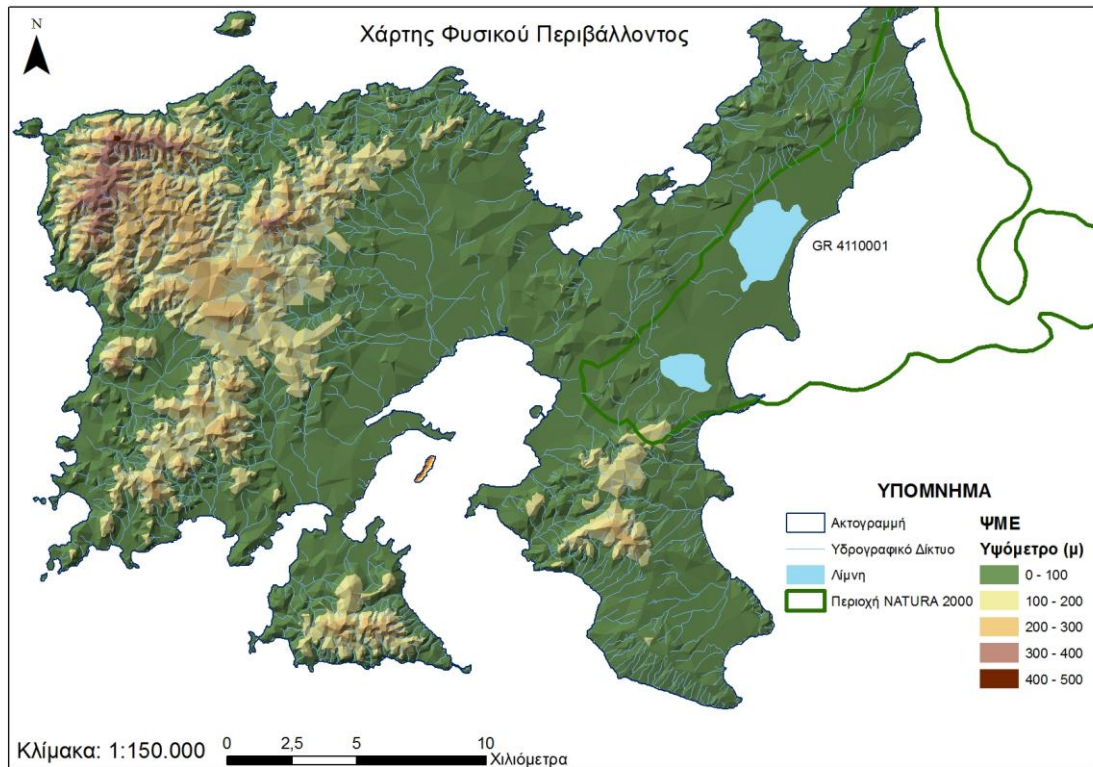 N
Χάρτης Φυσικού Περιβάλλοντος
GR 4110001
ΥΠΟΜΝΗΜΑ
Ακτογραμμή
Υδρογραφικό Δίκτυο
Λίμνη
Περιοχή NATURA 2000
ΨΜΕ
Υψόμετρο (μ)
0 - 100
100 - 200
200 - 300
300 - 400
400 - 500
Κλίμακα: 1:150.000
0 2,5 5 10
Χιλιόμετρα